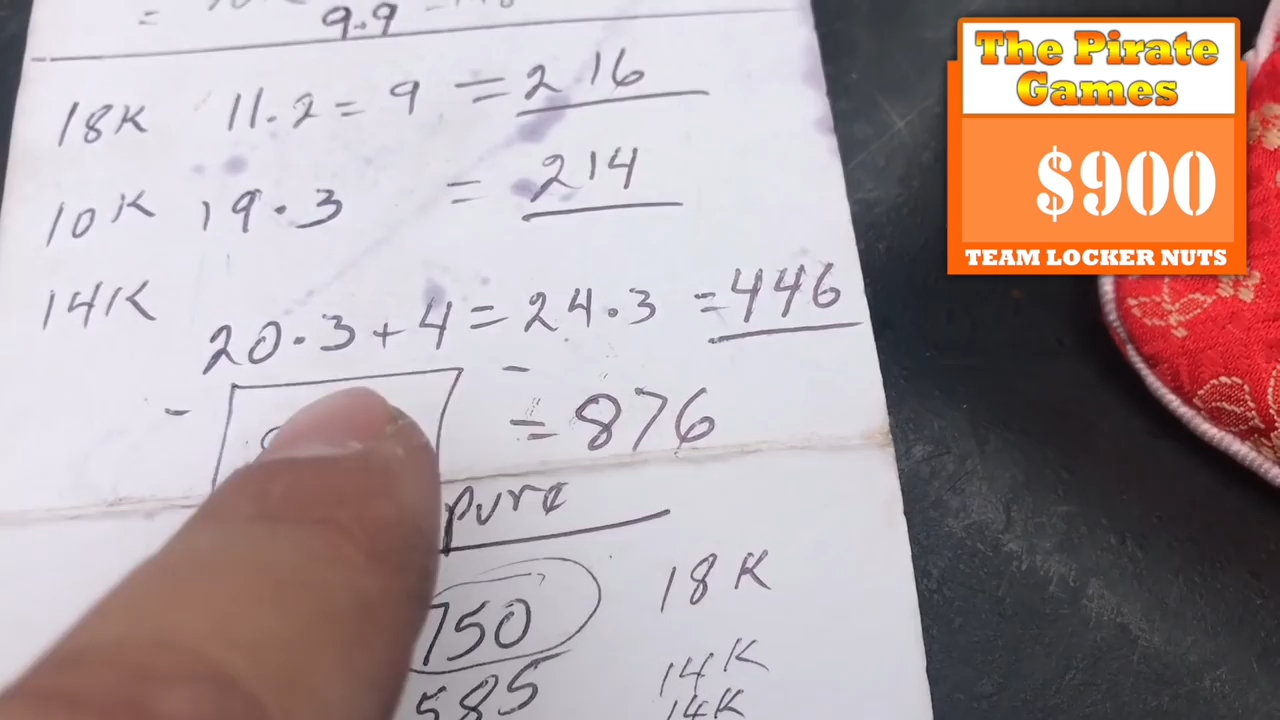 9.9
18K 11.2 = 9 = 216
10K 19.3 = 214
14K 20.3 + 4 = 24.3 = 446
= 876
pure
750 18K
585 14K
14K
The Pirate
Games
$900
TEAM LOCKER NUTS